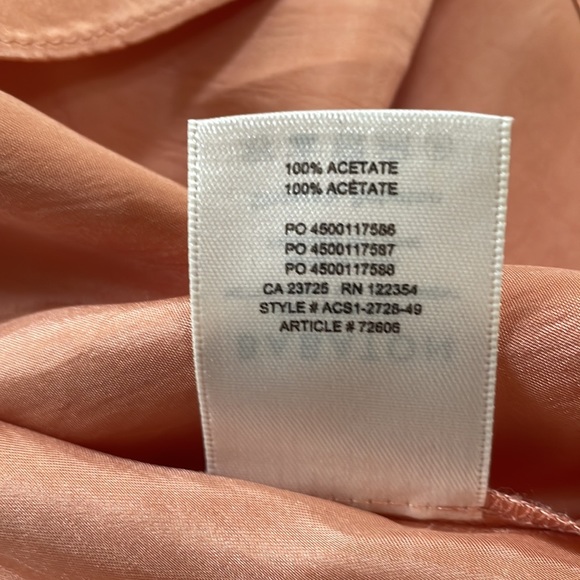 100% ACETATE
100% ACÉTATE
PO 4500117586
PO 4500117587
PO 4500117588
CA 23725 RN 122354
STYLE # ACS1-2728-49
ARTICLE # 72606